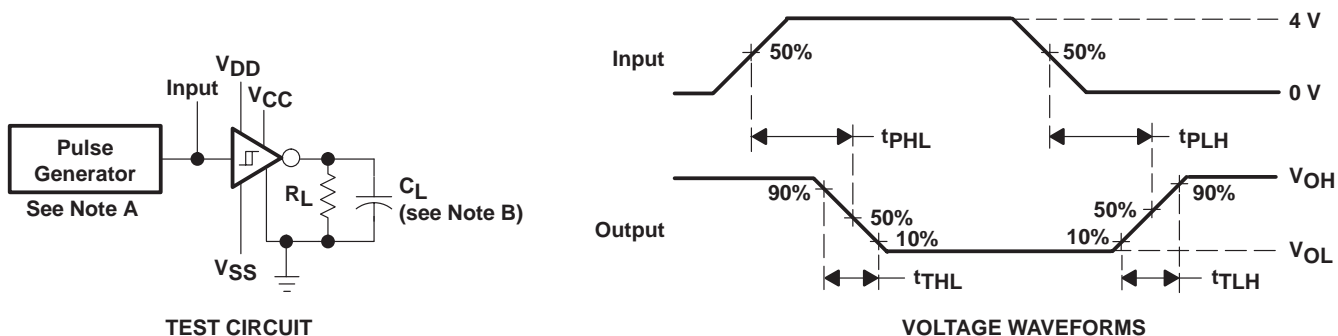 VDD
Input
VCC
Pulse
Generator
See Note A
RL
CL
(see Note B)
VSS
TEST CIRCUIT
4 V
Input
50%
50%
0 V
tPHL
tPLH
VOH
90%
90%
50%
50%
Output
10%
10%
VOL
tTHL
tTLH
VOLTAGE WAVEFORMS